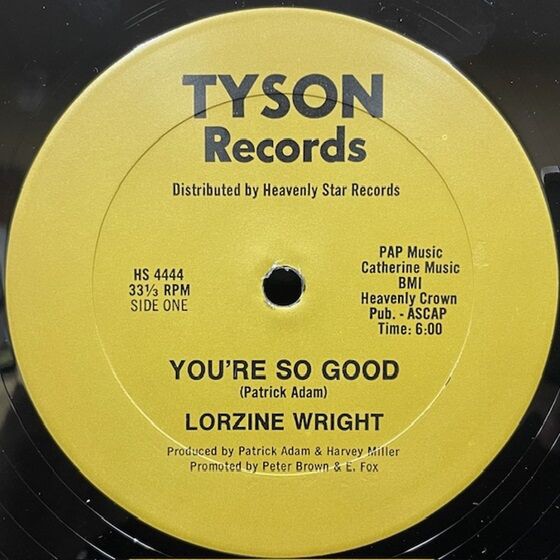 TYSON
Records
Distributed by Heavenly Star Records
HS 4444
33⅓ RPM
SIDE ONE
PAP Music
Catherine Music
BMI
Heavenly Crown
Pub. - ASCAP
Time: 6:00
YOU'RE SO GOOD
(Patrick Adam)
LORZINE WRIGHT
Produced by Patrick Adam & Harvey Miller
Promoted by Peter Brown & E. Fox